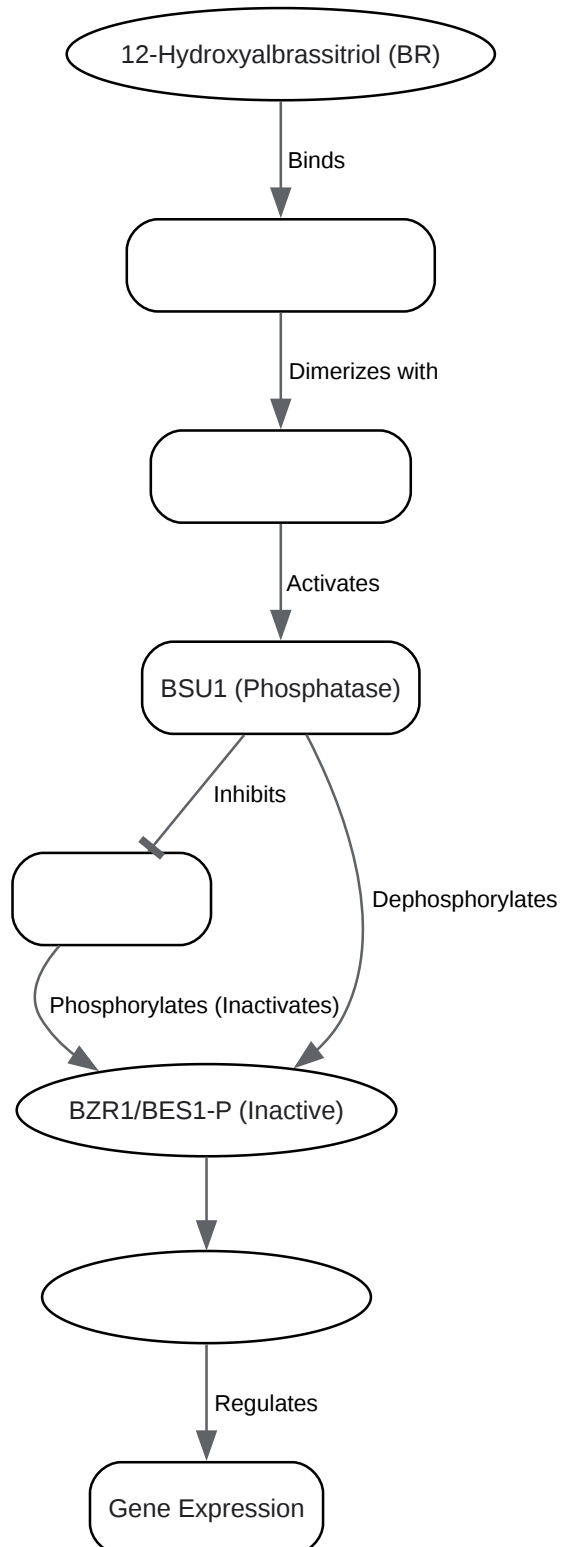 12-Hydroxyalbrassitriol (BR)
Binds
Dimerizes with
Activates
BSU1 (Phosphatase)
Inhibits
Dephosphorylates
Phosphorylates (Inactivates)
BZR1/BES1-P (Inactive)
Regulates
Gene Expression